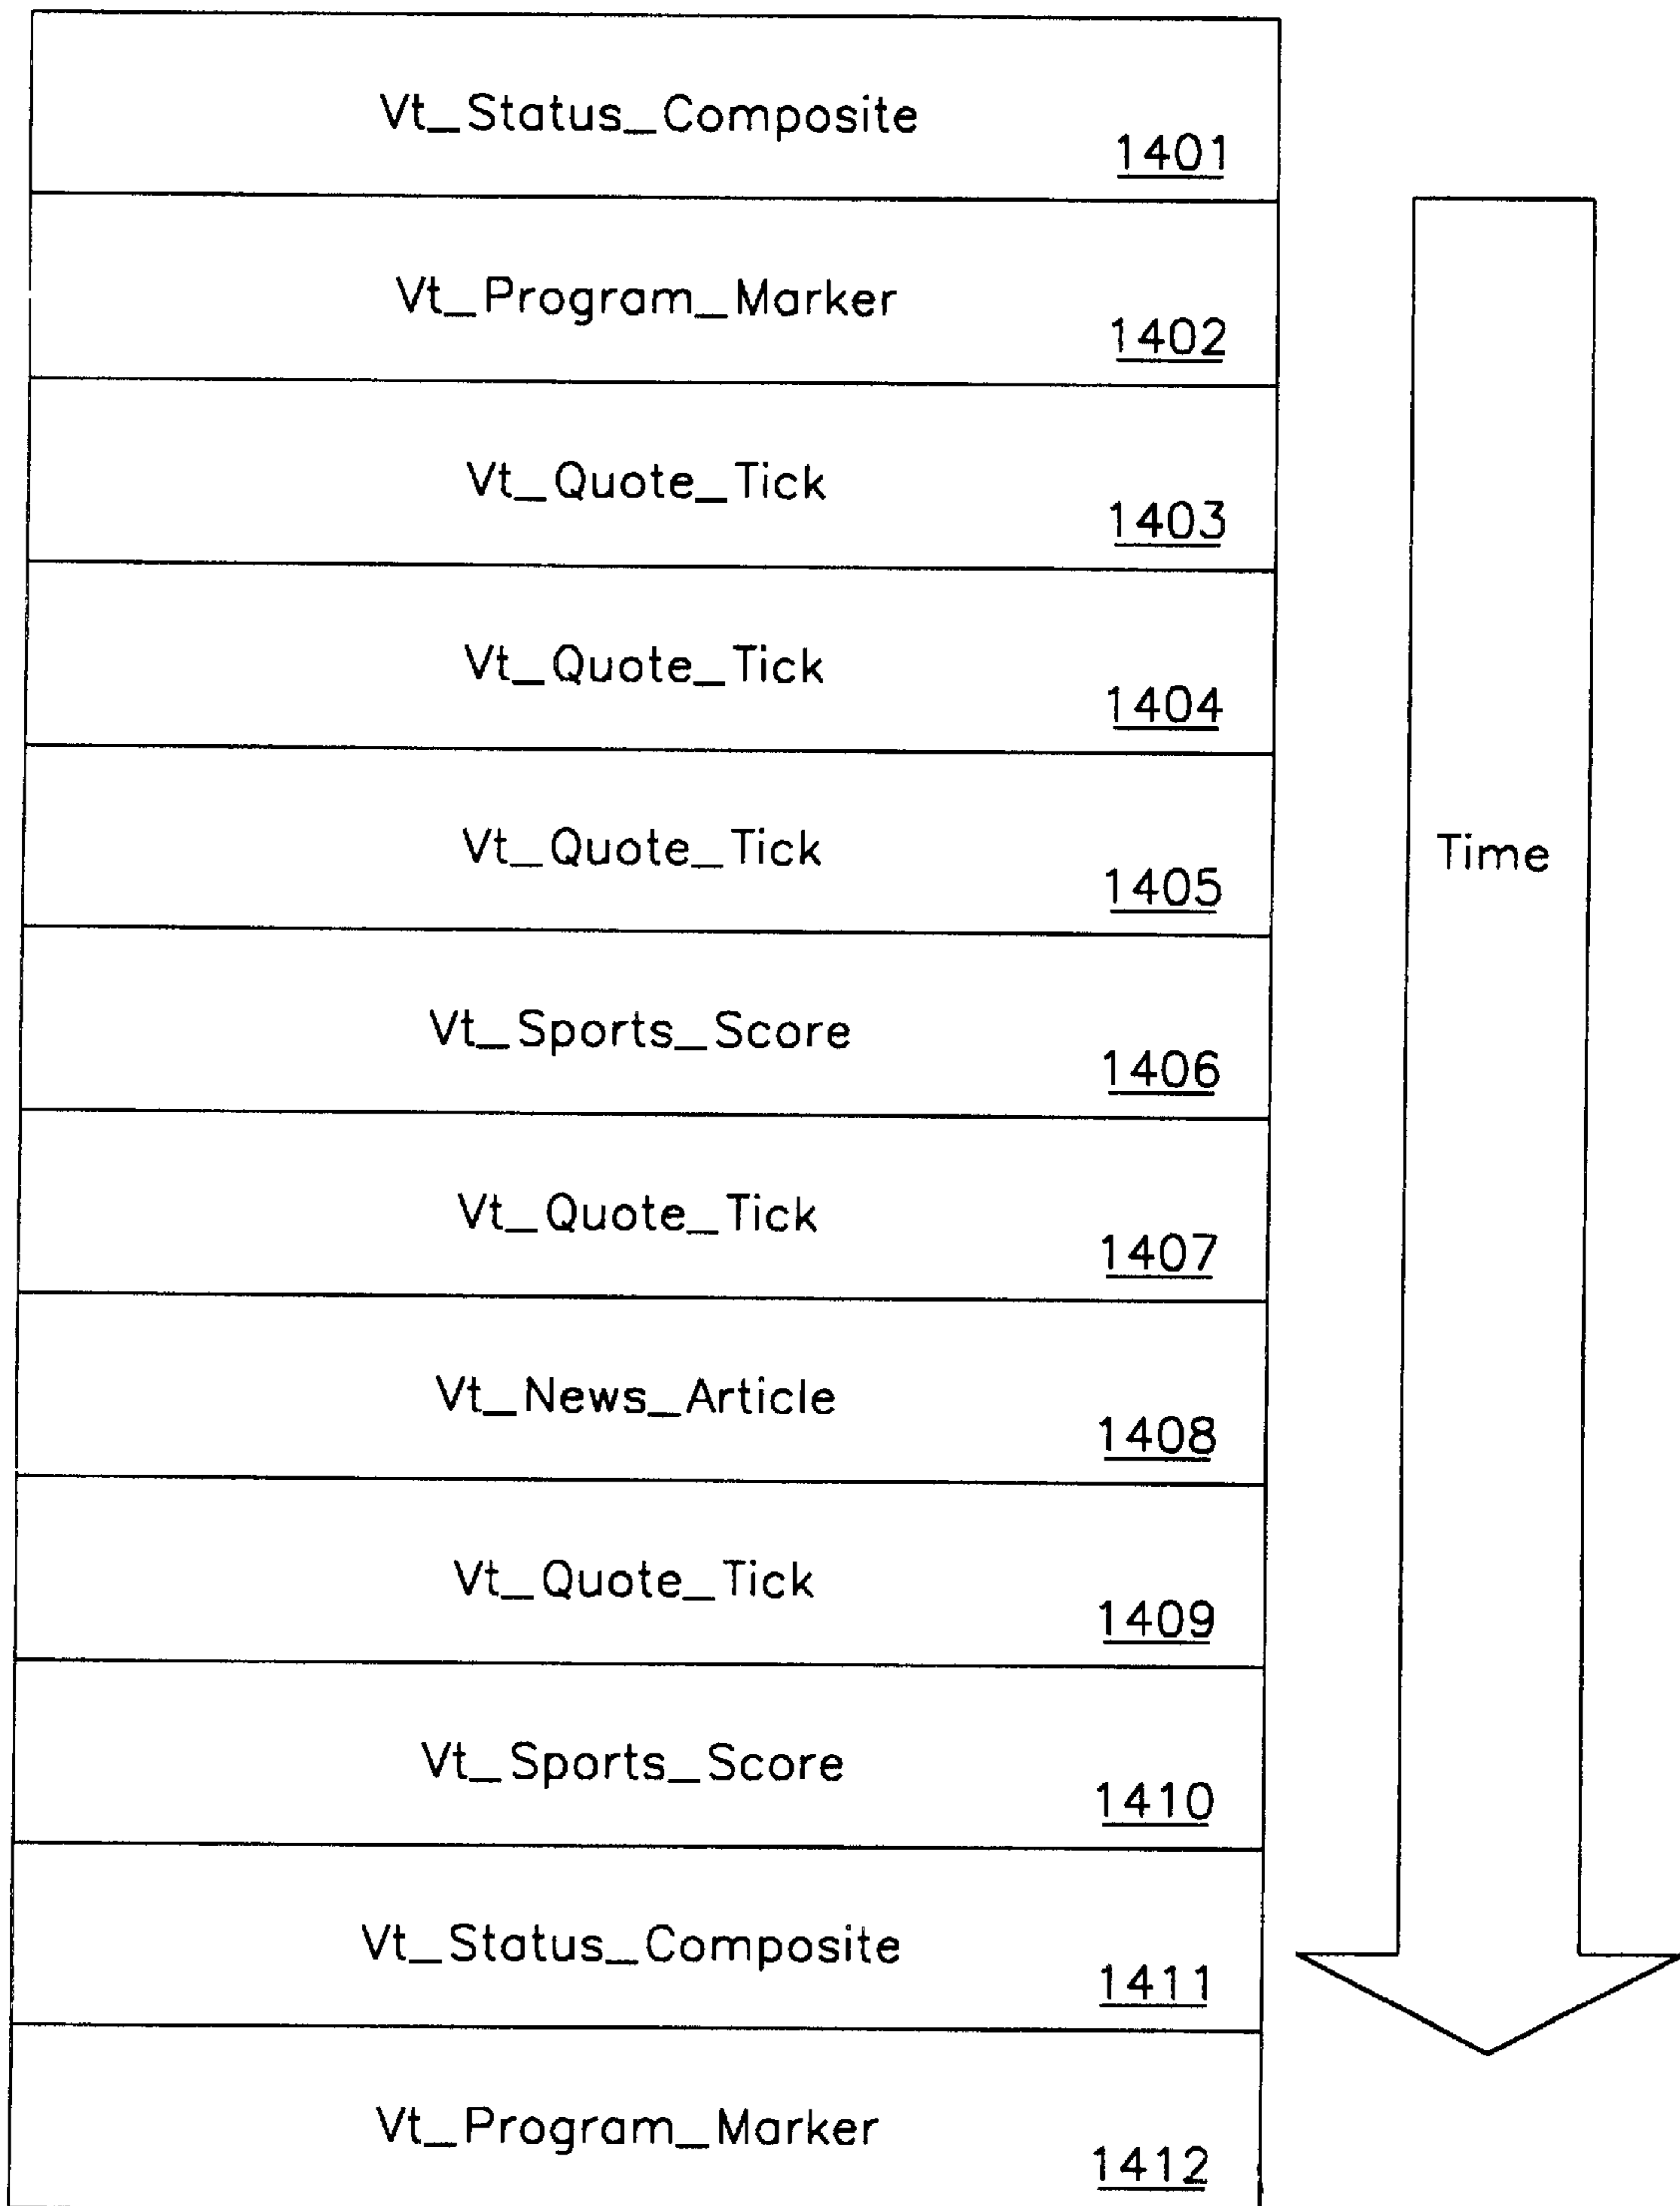 Vt_Status_Composite
1401
Vt_Program_Marker
1402
Vt_Quote_Tick
1403
Vt_Quote_Tick
1404
Vt_Quote_Tick
1405
Time
Vt_Sports_Score
1406
Vt_Quote_Tick
1407
Vt_News_Article
1408
Vt_Quote_Tick
1409
Vt_Sports_Score
1410
Vt_Status_Composite
1411
Vt_Program_Marker
1412